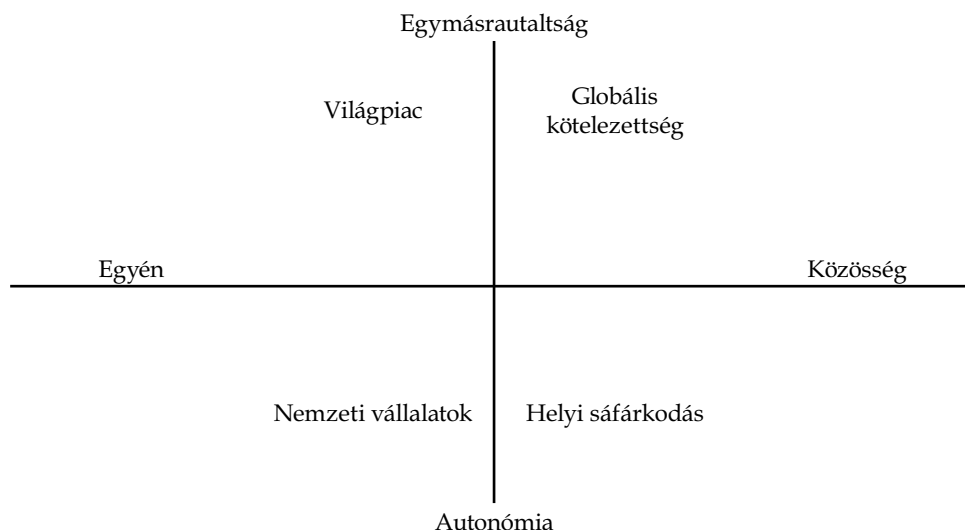 Egymásrautaltság
Világpiac
Globális
kötelezettség
Egyén
Közösség
Nemzeti vállalatok
Helyi sáfárkodás
Autonómia